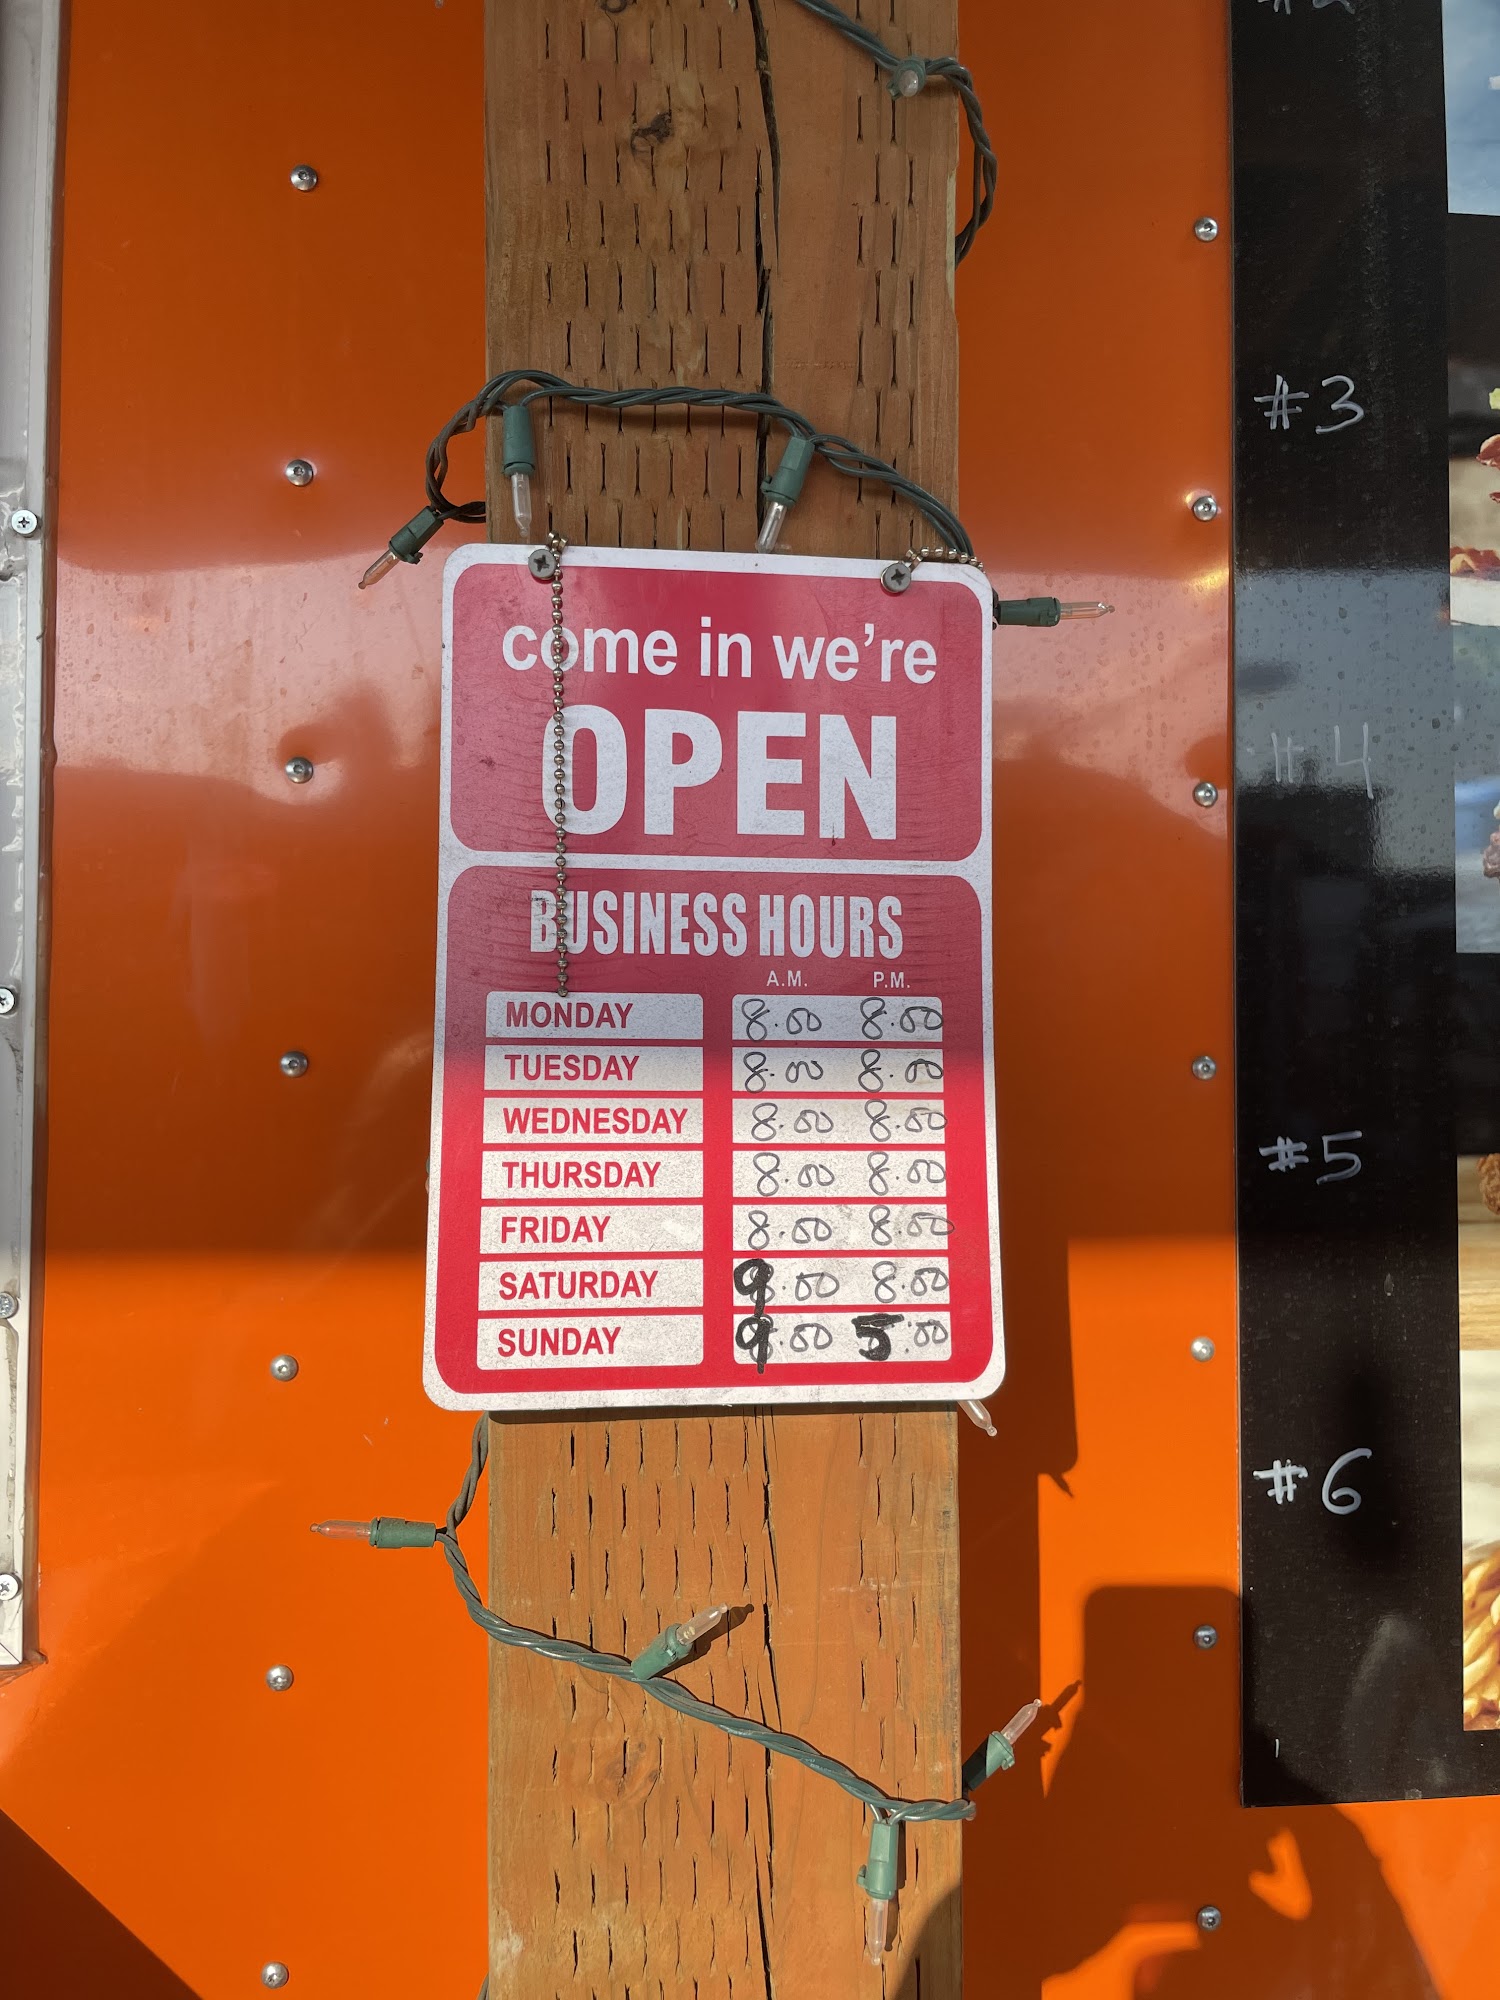 come in we're
OPEN
BUSINESS HOURS
A.M. P.M.
MONDAY 8.00 8.00
TUESDAY 8.00 8.00
WEDNESDAY 8.00 8.00
THURSDAY 8.00 8.00
FRIDAY 8.00 8.00
SATURDAY 9.00 8.00
SUNDAY 9.00 5.00
#3
#4
#5
#6